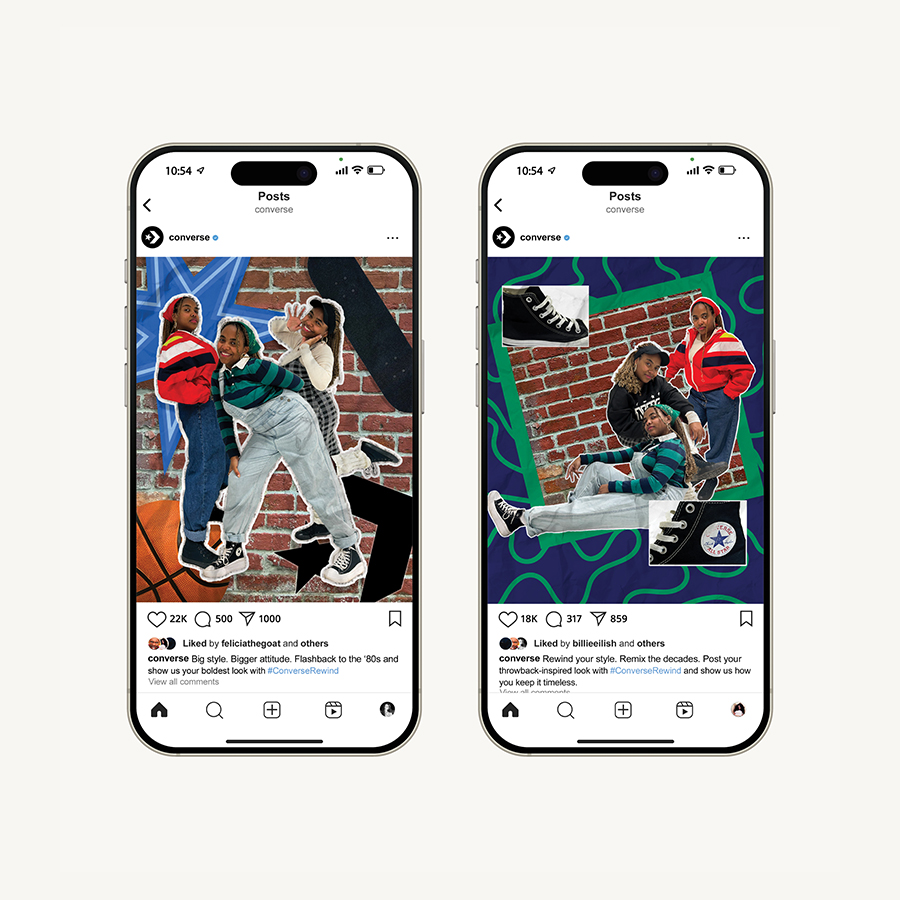 10:54
Posts
converse
converse
22K 500 1000
Liked by feliciathegoat and others
converse Big style. Bigger attitude. Flashback to the '80s and
show us your boldest look with #ConverseRewind
View all comments
10:54
Posts
converse
converse
ALL STAR
18K 317 859
Liked by billieeilish and others
converse Rewind your style. Remix the decades. Post your
throwback-inspired look with #ConverseRewind and show us how
you keep it timeless.
View all comments